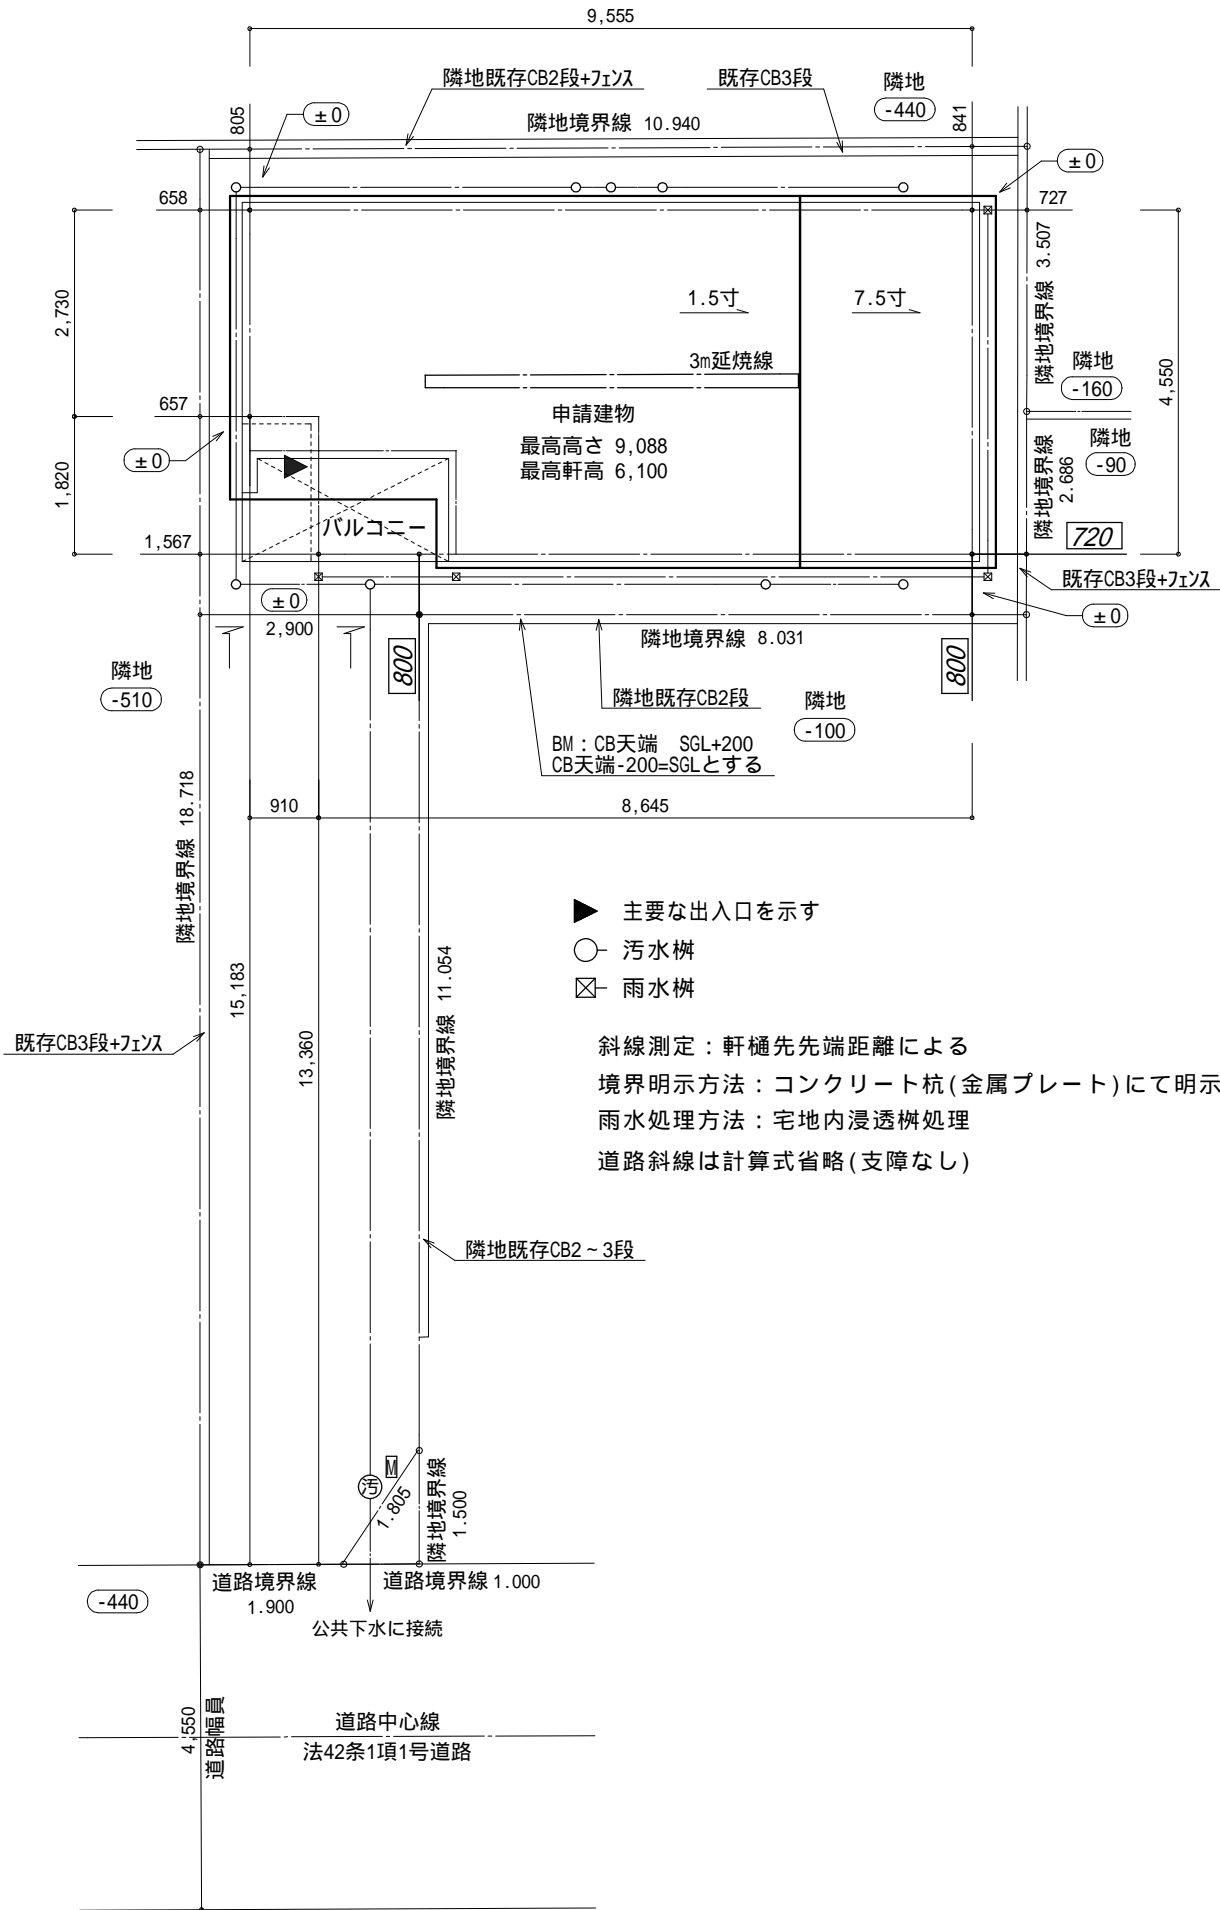 9,555
隣地既存CB2段+フェンス
既存CB3段
隣地
-440
805
±0
隣地境界線 10.940
841
±0
658
727
2,730
隣地境界線 3.507
1.5寸
7.5寸
3m延焼線
隣地
-160
4,550
657
申請建物
最高高さ 9,088
最高軒高 6,100
±0
隣地
-90
隣地境界線
2.686
1,820
バルコニー
1,567
720
既存CB3段+フェンス
±0
2,900
±0
800
隣地境界線 8.031
800
隣地
-510
隣地既存CB2段
隣地
-100
BM：CB天端 SGL+200
CB天端-200=SGLとする
910
8,645
隣地境界線 18.718
主要な出入口を示す
汚水桝
雨水桝
15,183
13,360
隣地境界線 11.054
既存CB3段+フェンス
斜線測定：軒樋先先端距離による
境界明示方法：コンクリート杭(金属プレート)にて明示
雨水処理方法：宅地内浸透桝処理
道路斜線は計算式省略(支障なし)
隣地既存CB2～3段
M
汚
1.805
隣地境界線
1.500
-440
道路境界線
1.900
道路境界線 1.000
公共下水に接続
4,550
道路幅員
道路中心線
法42条1項1号道路